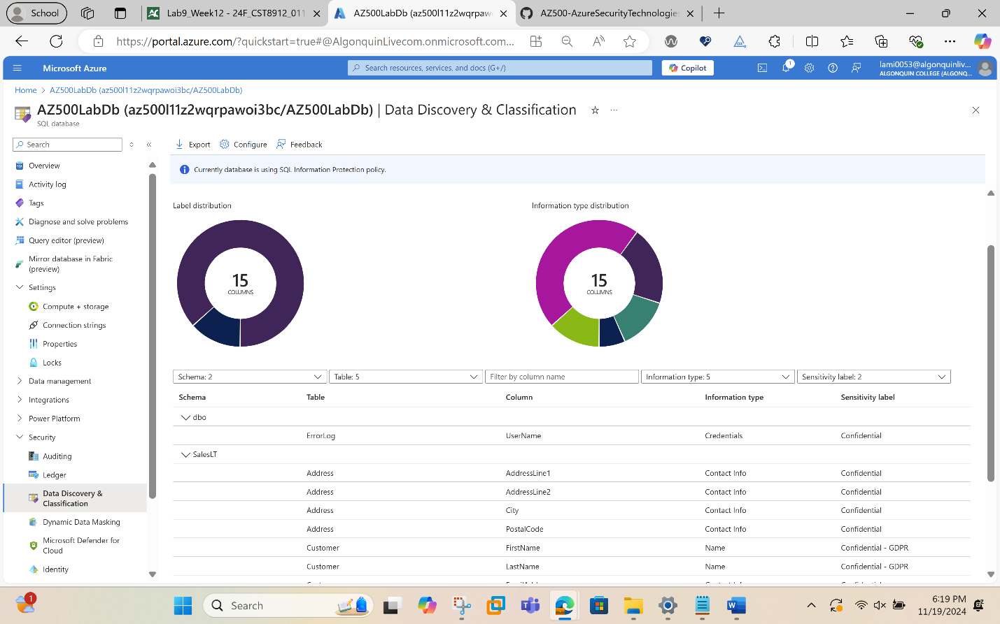 School
Lab9_Week12 - 24F_CST8912_011
AZ500LabDb (az500l11z2wqrpaw
AZ500-AzureSecurityTechnologies
https://portal.azure.com/?quickstart=true#@AlgonquinLivecom.onmicrosoft.com...
Microsoft Azure
Search resources, services, and docs (G+/)
Copilot
1
lami0053@algonquinliv...
ALGONQUIN COLLEGE (ALGONQ...
Home > AZ500LabDb (az500l11z2wqrpawoi3bc/AZ500LabDb)
AZ500LabDb (az500l11z2wqrpawoi3bc/AZ500LabDb) | Data Discovery & Classification
SQL database
Search
Export
Configure
Feedback
Currently database is using SQL Information Protection policy.
Overview
Activity log
Tags
Diagnose and solve problems
Query editor (preview)
Mirror database in Fabric
(preview)
Settings
Compute + storage
Connection strings
Properties
Locks
Data management
Integrations
Power Platform
Security
Auditing
Ledger
Data Discovery &
Classification
Dynamic Data Masking
Microsoft Defender for
Cloud
Identity
Label distribution
15
COLUMNS
Information type distribution
15
COLUMNS
Schema: 2
Table: 5
Filter by column name
Information type: 5
Sensitivity label: 2
Schema Table Column Information type Sensitivity label
dbo
ErrorLog UserName Credentials Confidential
SalesLT
Address AddressLine1 Contact Info Confidential
Address AddressLine2 Contact Info Confidential
Address City Contact Info Confidential
Address PostalCode Contact Info Confidential
Customer FirstName Name Confidential - GDPR
Customer LastName Name Confidential - GDPR
1
Search
6:19 PM
11/19/2024